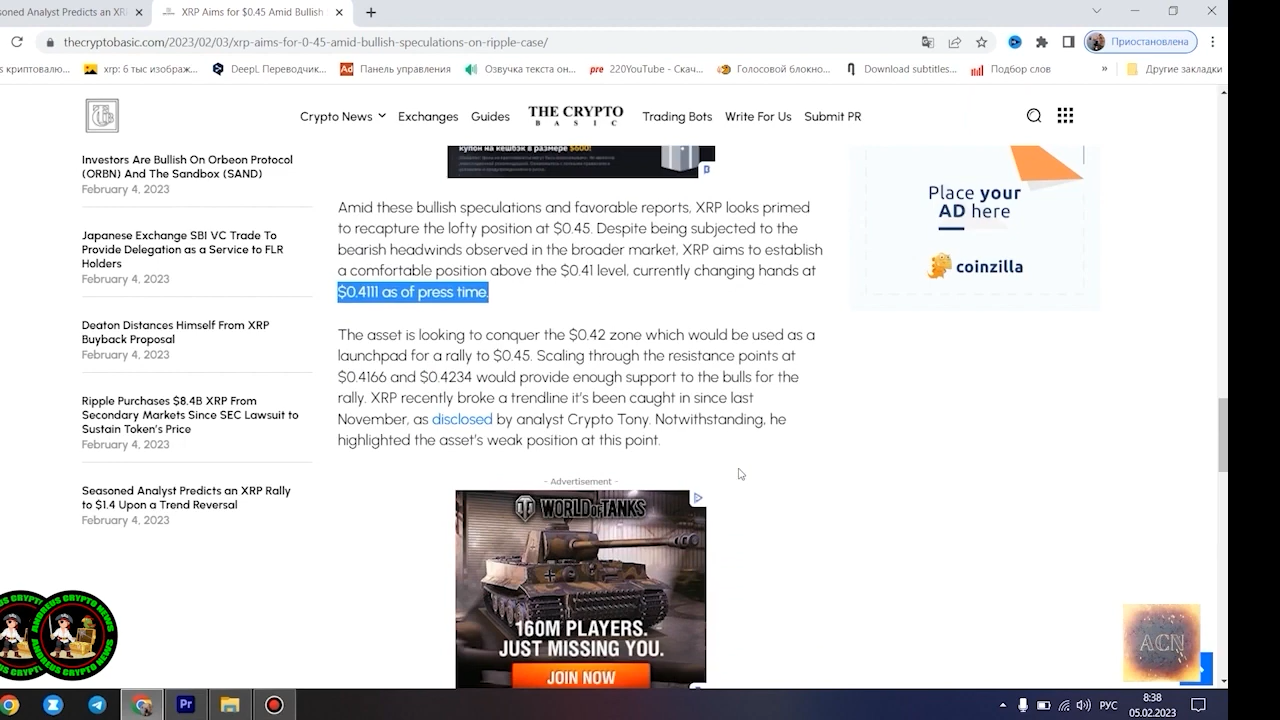 soned Analyst Predicts an XR
XRP Aims for $0.45 Amid Bullish
thecryptobasic.com/2023/02/03/xrp-aims-for-0-45-amid-bullish-speculations-on-ripple-case/
Приостановлена
s криптовалю...
xrp: 6 тыс изображ...
DeepL Переводчик...
Ad Панель управления
Озвучка текста он...
pre 220YouTube - Скач...
Голосовой блокно...
Download subtitles...
Подбор слов
»
Другие закладки
Crypto News
Exchanges
Guides
THE CRYPTO
BASIC
Trading Bots
Write For Us
Submit PR
купон на кешбэк в размере $600!
Investors Are Bullish On Orbeon Protocol
(ORBN) And The Sandbox (SAND)
February 4, 2023
Japanese Exchange SBI VC Trade To
Provide Delegation as a Service to FLR
Holders
February 4, 2023
Deaton Distances Himself From XRP
Buyback Proposal
February 4, 2023
Ripple Purchases $8.4B XRP From
Secondary Markets Since SEC Lawsuit to
Sustain Token's Price
February 4, 2023
Seasoned Analyst Predicts an XRP Rally
to $1.4 Upon a Trend Reversal
February 4, 2023
Amid these bullish speculations and favorable reports, XRP looks primed
to recapture the lofty position at $0.45. Despite being subjected to the
bearish headwinds observed in the broader market, XRP aims to establish
a comfortable position above the $0.41 level, currently changing hands at
$0.4111 as of press time.
The asset is looking to conquer the $0.42 zone which would be used as a
launchpad for a rally to $0.45. Scaling through the resistance points at
$0.4166 and $0.4234 would provide enough support to the bulls for the
rally. XRP recently broke a trendline it's been caught in since last
November, as disclosed by analyst Crypto Tony. Notwithstanding, he
highlighted the asset's weak position at this point.
- Advertisement -
WORLD OF TANKS
160M PLAYERS.
JUST MISSING YOU.
JOIN NOW
Place your
AD here
coinzilla
ANDREUS CRYPTO NEWS
ACN
Pr
РУС
8:38
05.02.2023